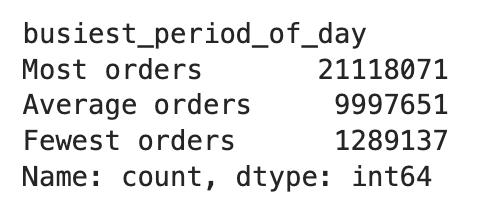 busiest_period_of_day
Most orders 21118071
Average orders 9997651
Fewest orders 1289137
Name: count, dtype: int64